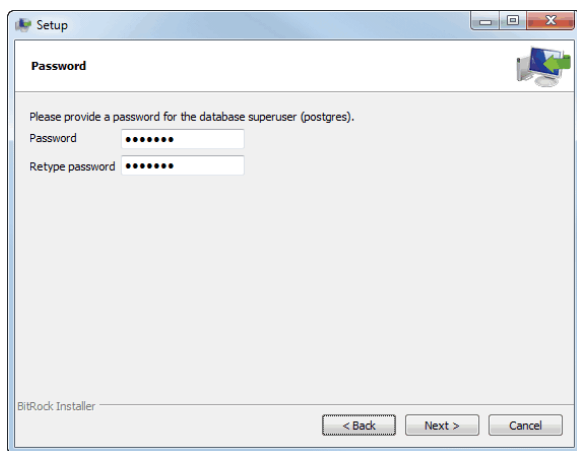 Setup
Password
Please provide a password for the database superuser (postgres).
Password •••••••
Retype password •••••••
BitRock Installer
< Back Next > Cancel